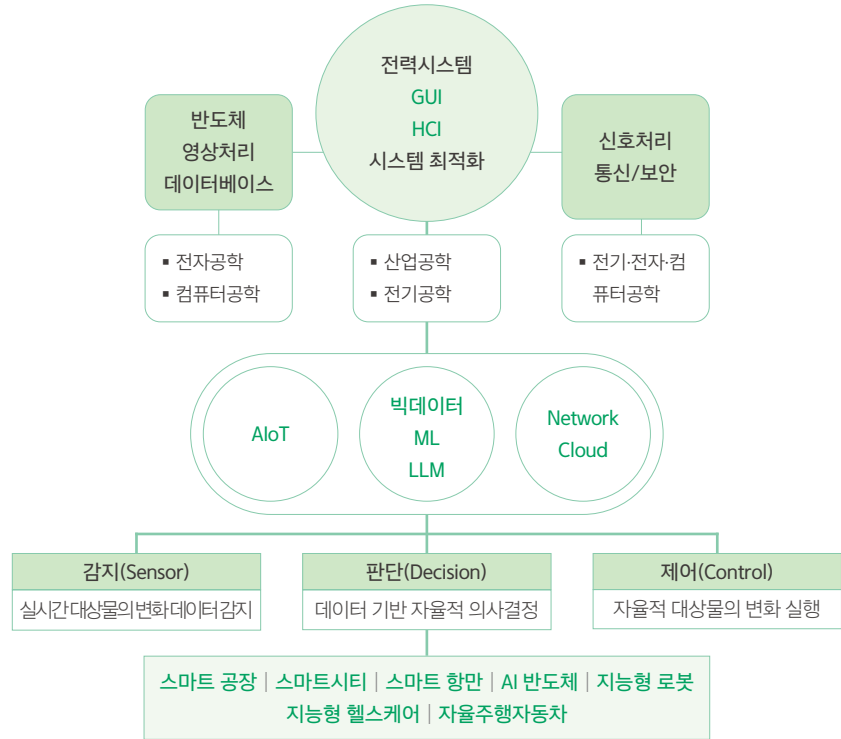 전력시스템
GUI
HCI
시스템 최적화
반도체
영상처리
데이터베이스
신호처리
통신/보안
▪ 전자공학
▪ 컴퓨터공학
▪ 산업공학
▪ 전기공학
▪ 전기·전자·컴
퓨터공학
AIoT
빅데이터
ML
LLM
Network
Cloud
감지(Sensor)
실시간 대상물의 변화 데이터 감지
판단(Decision)
데이터 기반 자율적 의사결정
제어(Control)
자율적 대상물의 변화 실행
스마트 공장 | 스마트시티 | 스마트 항만 | AI 반도체 | 지능형 로봇
지능형 헬스케어 | 자율주행자동차